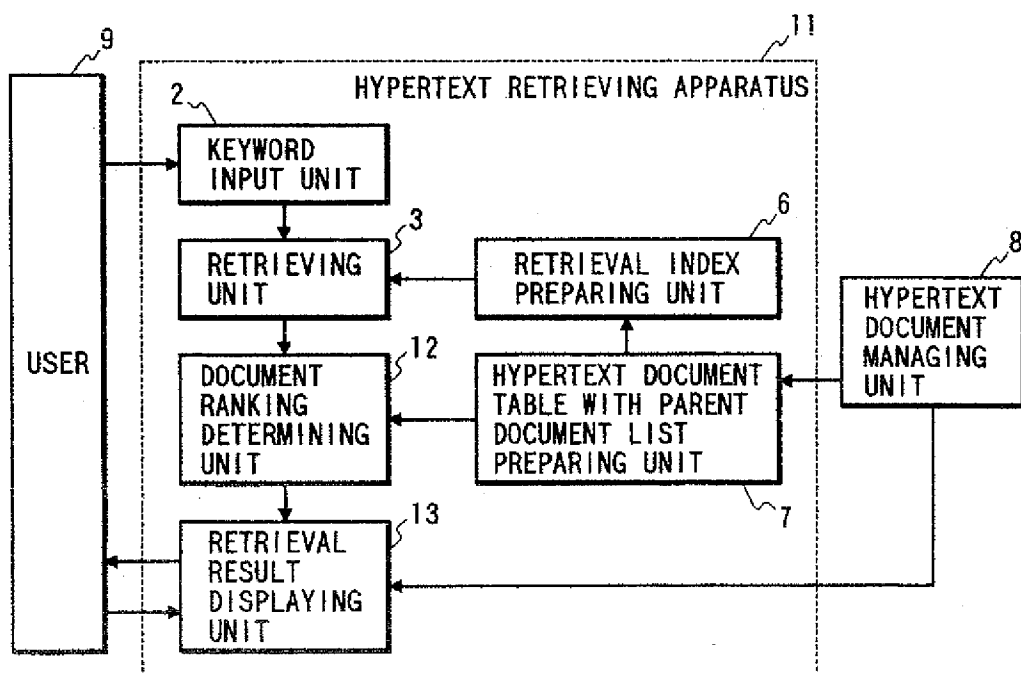 9
11
HYPERTEXT RETRIEVING APPARATUS
2
KEYWORD
INPUT UNIT
3
RETRIEVING
UNIT
6
RETRIEVAL INDEX
PREPARING UNIT
8
HYPERTEXT
DOCUMENT
MANAGING
UNIT
USER
12
DOCUMENT
RANKING
DETERMINING
UNIT
HYPERTEXT DOCUMENT
TABLE WITH PARENT
DOCUMENT LIST
PREPARING UNIT
7
13
RETRIEVAL
RESULT
DISPLAYING
UNIT